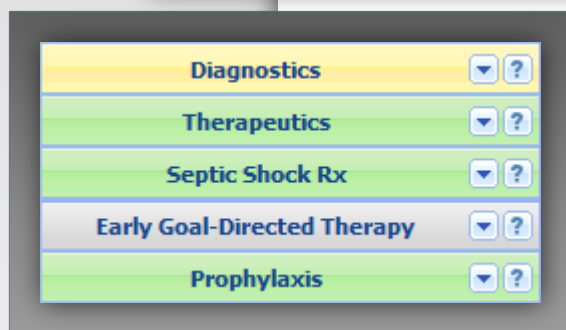 Diagnostics ?
Therapeutics ?
Septic Shock Rx ?
Early Goal-Directed Therapy ?
Prophylaxis ?